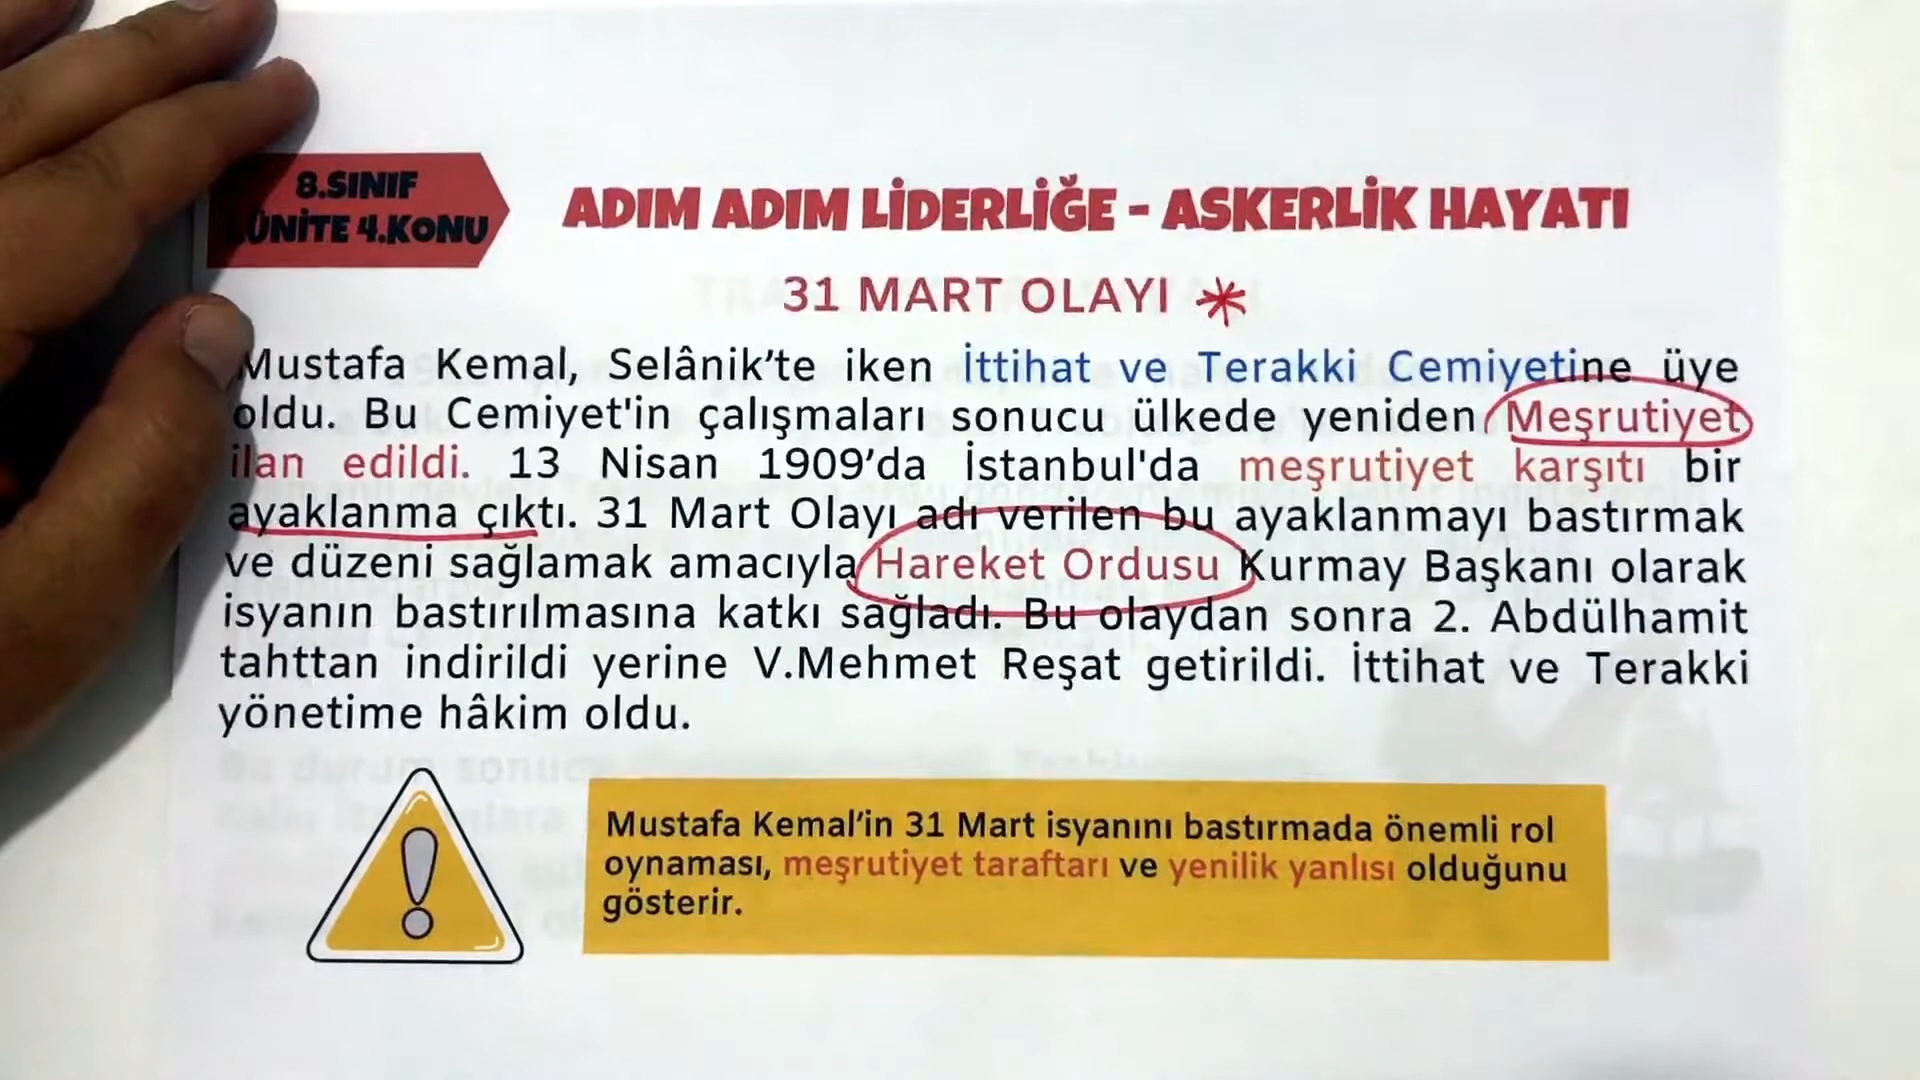 8.SINIF
ÜNİTE 4.KONU
ADIM ADIM LİDERLİĞE - ASKERLİK HAYATI
31 MART OLAYI
Mustafa Kemal, Selânik’te iken İttihat ve Terakki Cemiyetine üye
oldu. Bu Cemiyet'in çalışmaları sonucu ülkede yeniden Meşrutiyet
ilan edildi. 13 Nisan 1909’da İstanbul'da meşrutiyet karşıtı bir
ayaklanma çıktı. 31 Mart Olayı adı verilen bu ayaklanmayı bastırmak
ve düzeni sağlamak amacıyla Hareket Ordusu Kurmay Başkanı olarak
isyanın bastırılmasına katkı sağladı. Bu olaydan sonra 2. Abdülhamit
tahttan indirildi yerine V.Mehmet Reşat getirildi. İttihat ve Terakki
yönetime hâkim oldu.
Mustafa Kemal’in 31 Mart isyanını bastırmada önemli rol
oynaması, meşrutiyet taraftarı ve yenilik yanlısı olduğunu
gösterir.